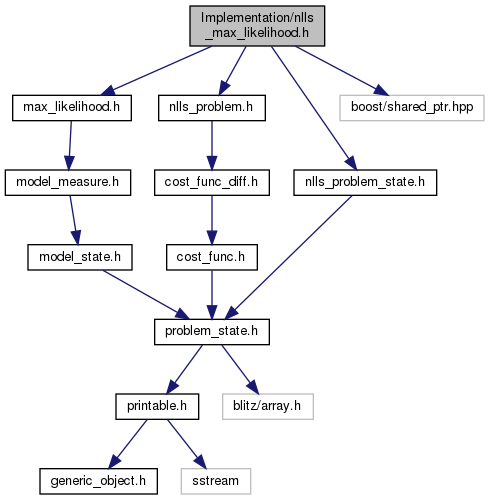 Implementation/nlls
_max_likelihood.h
max_likelihood.h
nlls_problem.h
boost/shared_ptr.hpp
model_measure.h
cost_func_diff.h
nlls_problem_state.h
model_state.h
cost_func.h
problem_state.h
printable.h
blitz/array.h
generic_object.h
sstream